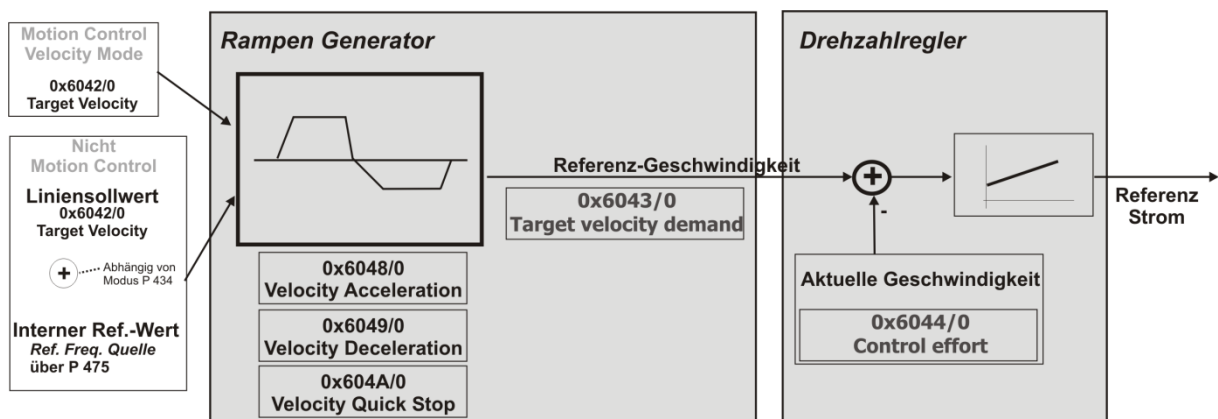 Motion Control
Velocity Mode
0x6042/0
Target Velocity
Nicht
Motion Control
Liniensollwert
0x6042/0
Target Velocity
+
Abhängig von
Modus P 434
Interner Ref.-Wert
Ref. Freq. Quelle
über P 475
Rampen Generator
0x6048/0
Velocity Acceleration
0x6049/0
Velocity Deceleration
0x604A/0
Velocity Quick Stop
Referenz-Geschwindigkeit
0x6043/0
Target velocity demand
Drehzahlregler
+
-
Aktuelle Geschwindigkeit
0x6044/0
Control effort
Referenz
Strom